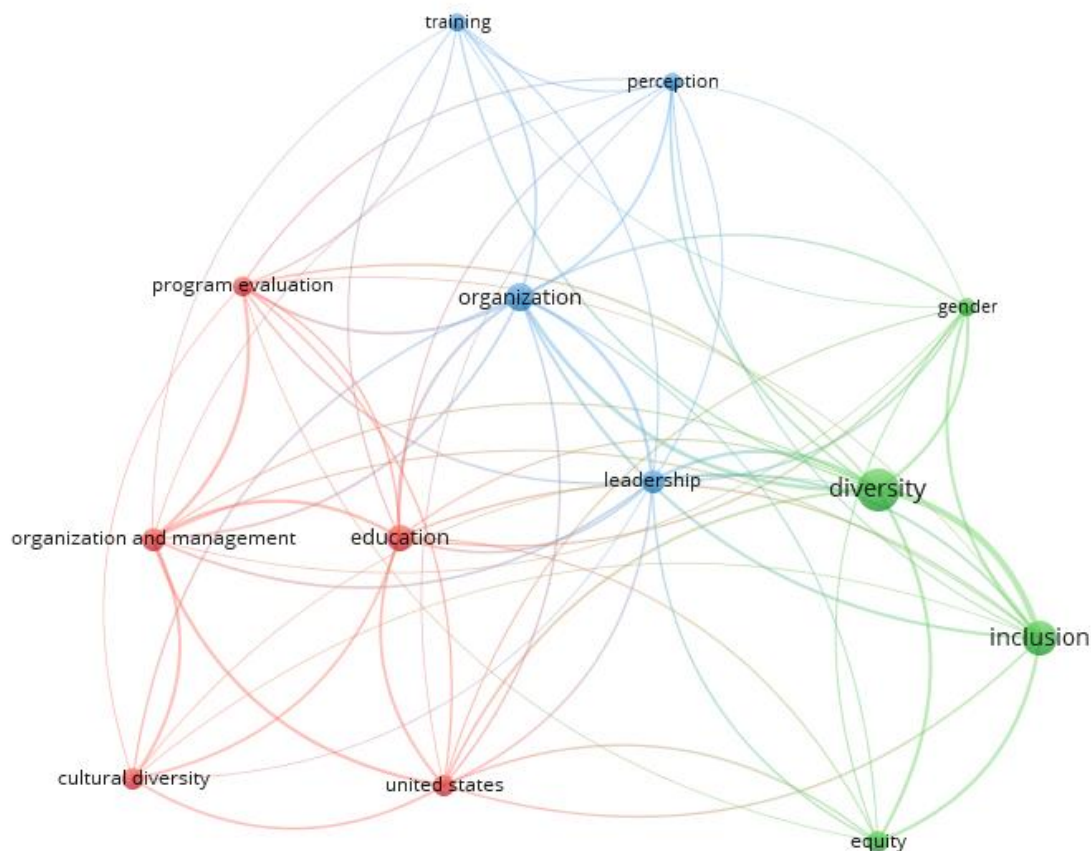 training
perception
program evaluation
organization
gender
leadership
diversity
organization and management
education
inclusion
cultural diversity
united states
equity